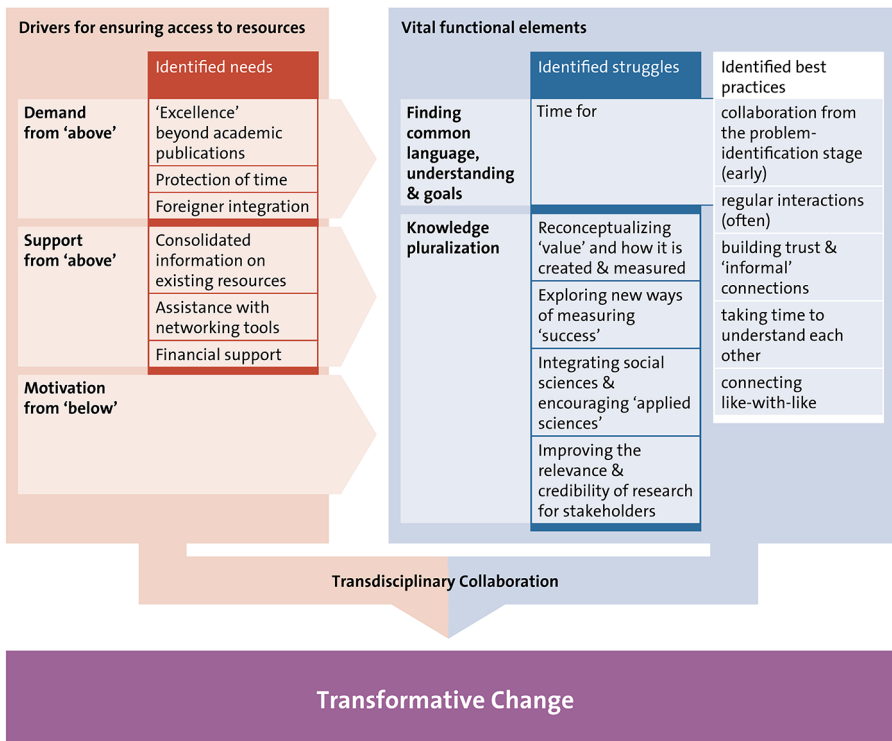 Drivers for ensuring access to resources
Identified needs
Demand
from ‘above’
‘Excellence’
beyond academic
publications
Protection of time
Foreigner integration
Support
from ‘above’
Consolidated
information on
existing resources
Assistance with
networking tools
Financial support
Motivation
from ‘below’
Vital functional elements
Identified struggles
Identified best
practices
Finding
common
language,
understanding
& goals
Time for
collaboration from
the problem-
identification stage
(early)
regular interactions
(often)
building trust &
‘informal’
connections
taking time to
understand each
other
connecting
like-with-like
Knowledge
pluralization
Reconceptualizing
‘value’ and how it is
created & measured
Exploring new ways
of measuring
‘success’
Integrating social
sciences &
encouraging ‘applied
sciences’
Improving the
relevance &
credibility of research
for stakeholders
Transdisciplinary Collaboration
Transformative Change